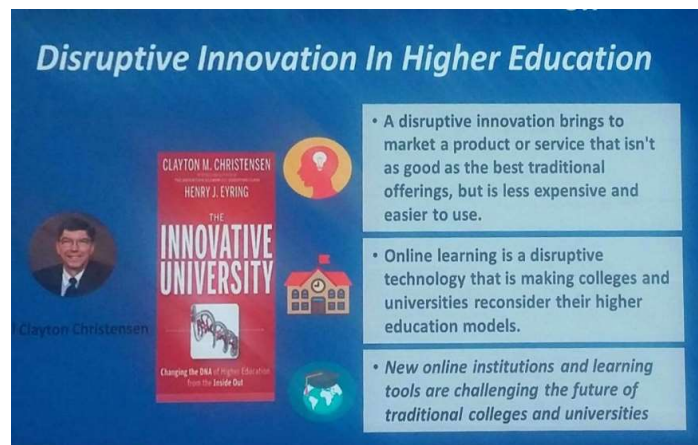 Disruptive Innovation In Higher Education
CLAYTON M. CHRISTENSEN
HENRY J. EYRING
THE
INNOVATIVE
UNIVERSITY
Changing the DNA of Higher Education
from the Inside Out
Clayton Christensen
• A disruptive innovation brings to
market a product or service that isn't
as good as the best traditional
offerings, but is less expensive and
easier to use.
• Online learning is a disruptive
technology that is making colleges and
universities reconsider their higher
education models.
• New online institutions and learning
tools are challenging the future of
traditional colleges and universities